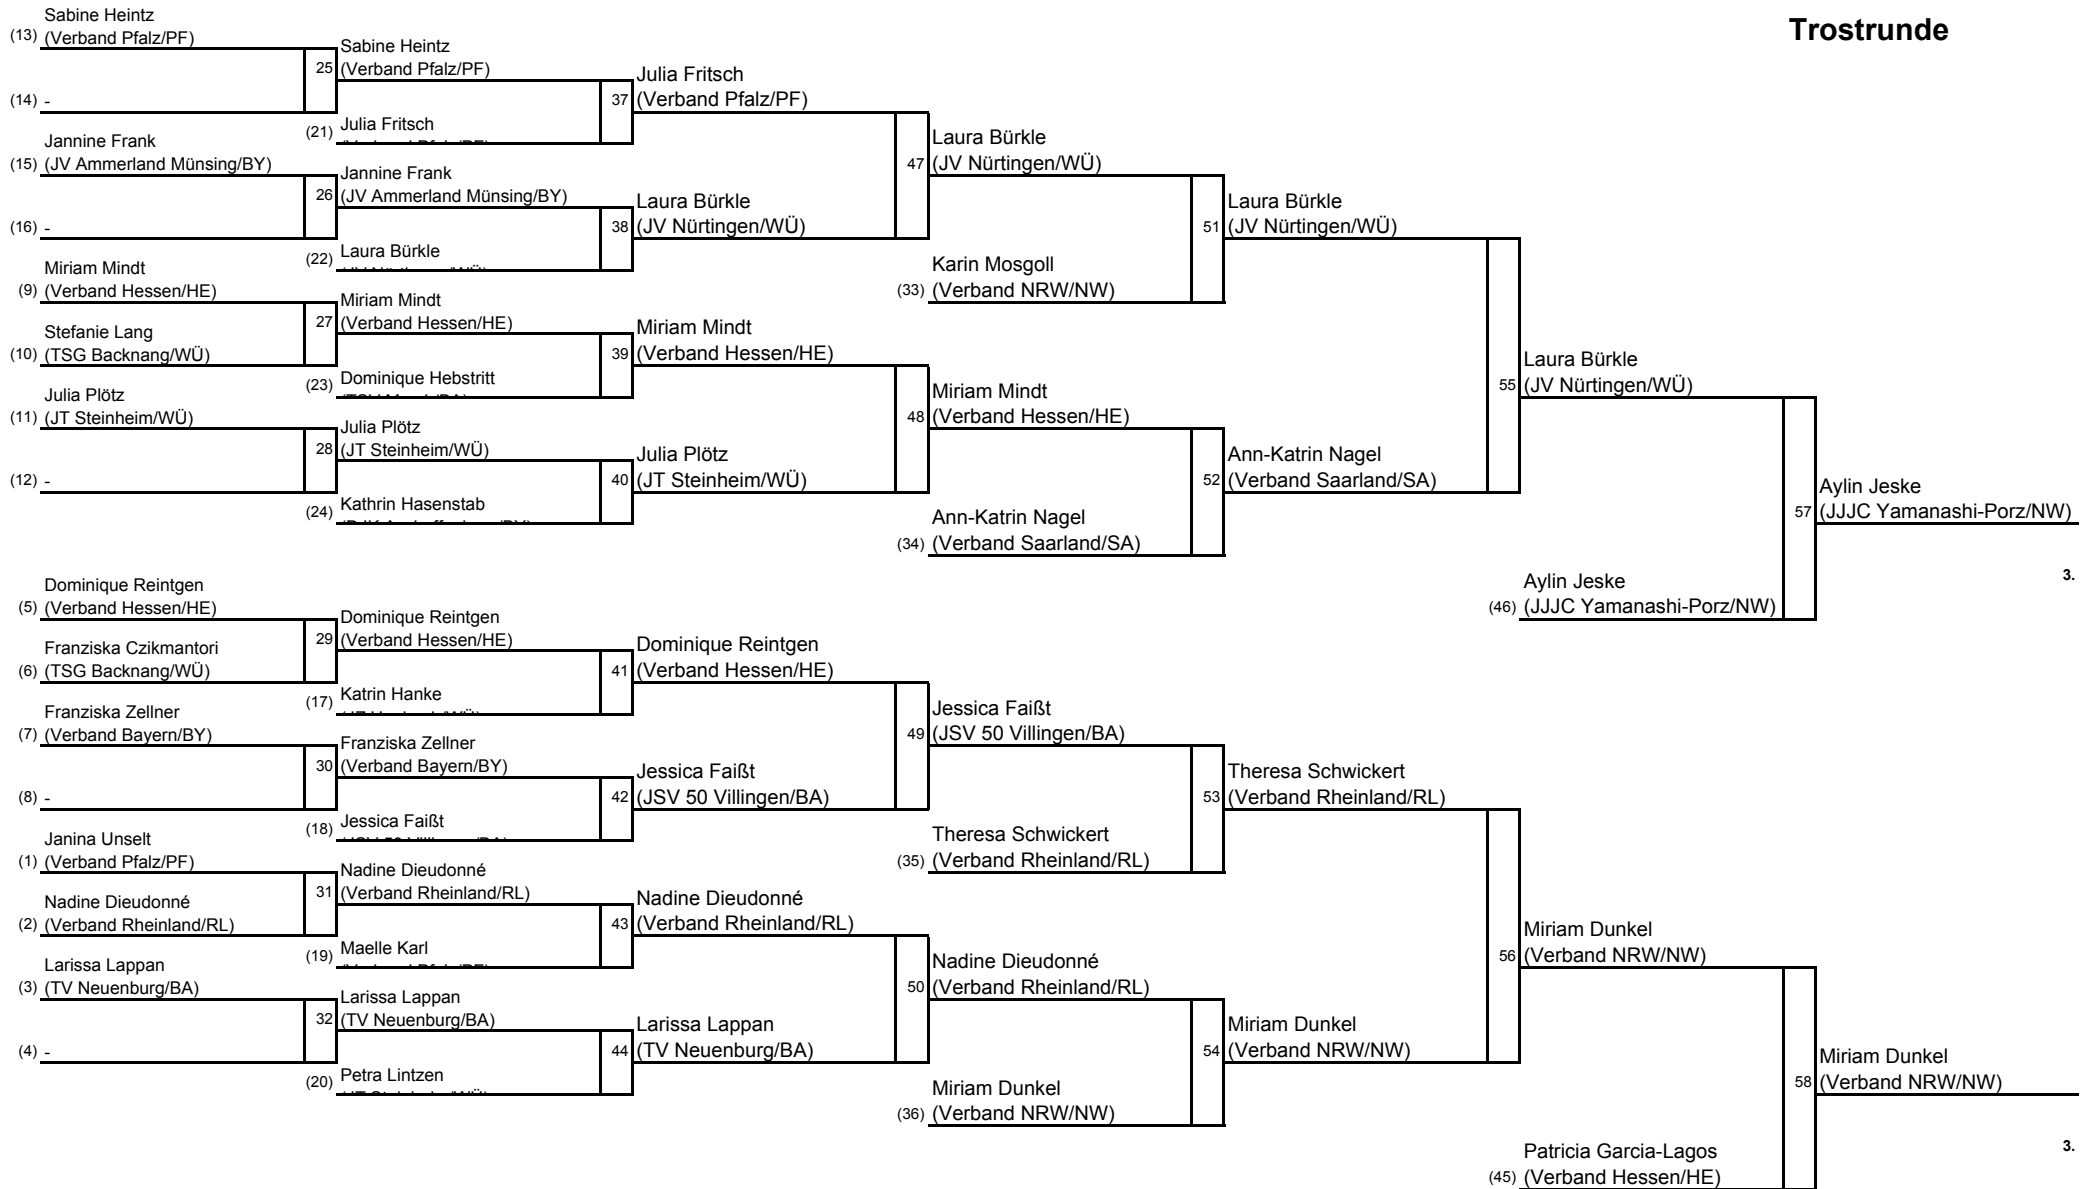 Trostrunde
Sabine Heintz
(13) (Verband Pfalz/PF)
(14) -
Jannine Frank
(15) (JV Ammerland Münsing/BY)
(16) -
Miriam Mindt
(9) (Verband Hessen/HE)
Stefanie Lang
(10) (TSG Backnang/WÜ)
Julia Plötz
(11) (JT Steinheim/WÜ)
(12) -
Dominique Reintgen
(5) (Verband Hessen/HE)
Franziska Czikmantori
(6) (TSG Backnang/WÜ)
Franziska Zellner
(7) (Verband Bayern/BY)
(8) -
Janina Unselt
(1) (Verband Pfalz/PF)
Nadine Dieudonné
(2) (Verband Rheinland/RL)
Larissa Lappan
(3) (TV Neuenburg/BA)
(4) -
Sabine Heintz
25 (Verband Pfalz/PF)
(21) Julia Fritsch
Jannine Frank
26 (JV Ammerland Münsing/BY)
(22) Laura Bürkle
Miriam Mindt
27 (Verband Hessen/HE)
(23) Dominique Hebstritt
Julia Plötz
28 (JT Steinheim/WÜ)
(24) Kathrin Hasenstab
Dominique Reintgen
29 (Verband Hessen/HE)
(17) Katrin Hanke
Franziska Zellner
30 (Verband Bayern/BY)
(18) Jessica Faißt
Nadine Dieudonné
31 (Verband Rheinland/RL)
(19) Maelle Karl
Larissa Lappan
32 (TV Neuenburg/BA)
(20) Petra Lintzen
Julia Fritsch
37 (Verband Pfalz/PF)
Laura Bürkle
38 (JV Nürtingen/WÜ)
Miriam Mindt
39 (Verband Hessen/HE)
Julia Plötz
40 (JT Steinheim/WÜ)
Dominique Reintgen
41 (Verband Hessen/HE)
Jessica Faißt
42 (JSV 50 Villingen/BA)
Nadine Dieudonné
43 (Verband Rheinland/RL)
Larissa Lappan
44 (TV Neuenburg/BA)
Laura Bürkle
47 (JV Nürtingen/WÜ)
Karin Mosgoll
(33) (Verband NRW/NW)
Miriam Mindt
48 (Verband Hessen/HE)
Ann-Katrin Nagel
(34) (Verband Saarland/SA)
Jessica Faißt
49 (JSV 50 Villingen/BA)
Theresa Schwickert
(35) (Verband Rheinland/RL)
Nadine Dieudonné
50 (Verband Rheinland/RL)
Miriam Dunkel
(36) (Verband NRW/NW)
Laura Bürkle
51 (JV Nürtingen/WÜ)
Ann-Katrin Nagel
52 (Verband Saarland/SA)
Theresa Schwickert
53 (Verband Rheinland/RL)
Miriam Dunkel
54 (Verband NRW/NW)
Laura Bürkle
55 (JV Nürtingen/WÜ)
Aylin Jeske
(46) (JJJC Yamanashi-Porz/NW)
Miriam Dunkel
56 (Verband NRW/NW)
Patricia Garcia-Lagos
(45) (Verband Hessen/HE)
Aylin Jeske
57 (JJJC Yamanashi-Porz/NW)
3.
Miriam Dunkel
58 (Verband NRW/NW)
3.